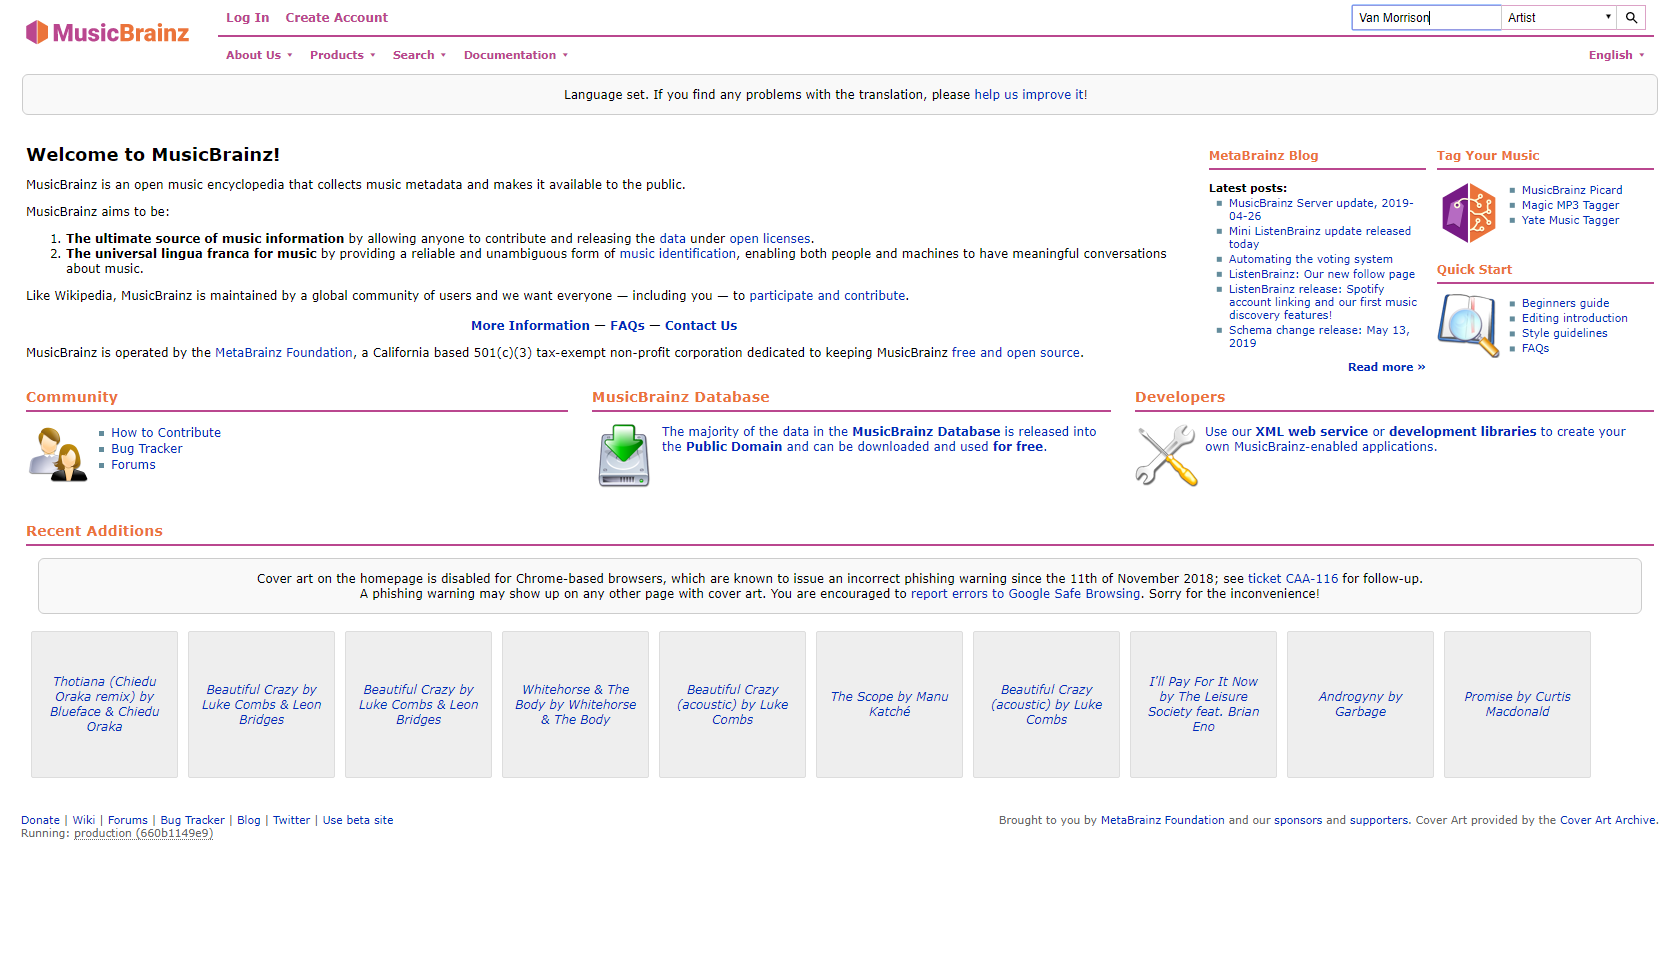 MusicBrainz
Log In Create Account
Van Morrison Artist
About Us Products Search Documentation English
Language set. If you find any problems with the translation, please help us improve it!
Welcome to MusicBrainz!
MusicBrainz is an open music encyclopedia that collects music metadata and makes it available to the public.
MusicBrainz aims to be:
1. The ultimate source of music information by allowing anyone to contribute and releasing the data under open licenses.
2. The universal lingua franca for music by providing a reliable and unambiguous form of music identification, enabling both people and machines to have meaningful conversations
about music.
Like Wikipedia, MusicBrainz is maintained by a global community of users and we want everyone — including you — to participate and contribute.
More Information — FAQs — Contact Us
MusicBrainz is operated by the MetaBrainz Foundation, a California based 501(c)(3) tax-exempt non-profit corporation dedicated to keeping MusicBrainz free and open source.
MetaBrainz Blog
Latest posts:
MusicBrainz Server update, 2019-
04-26
Mini ListenBrainz update released
today
Automating the voting system
ListenBrainz: Our new follow page
ListenBrainz release: Spotify
account linking and our first music
discovery features!
Schema change release: May 13,
2019
Read more »
Tag Your Music
MusicBrainz Picard
Magic MP3 Tagger
Yate Music Tagger
Quick Start
Beginners guide
Editing introduction
Style guidelines
FAQs
Community
How to Contribute
Bug Tracker
Forums
MusicBrainz Database
The majority of the data in the MusicBrainz Database is released into
the Public Domain and can be downloaded and used for free.
Developers
Use our XML web service or development libraries to create your
own MusicBrainz-enabled applications.
Recent Additions
Cover art on the homepage is disabled for Chrome-based browsers, which are known to issue an incorrect phishing warning since the 11th of November 2018; see ticket CAA-116 for follow-up.
A phishing warning may show up on any other page with cover art. You are encouraged to report errors to Google Safe Browsing. Sorry for the inconvenience!
Thotiana (Chiedu
Oraka remix) by
Blueface & Chiedu
Oraka
Beautiful Crazy by
Luke Combs & Leon
Bridges
Beautiful Crazy by
Luke Combs & Leon
Bridges
Whitehorse & The
Body by Whitehorse
& The Body
Beautiful Crazy
(acoustic) by Luke
Combs
The Scope by Manu
Katché
Beautiful Crazy
(acoustic) by Luke
Combs
I'll Pay For It Now
by The Leisure
Society feat. Brian
Eno
Androgyny by
Garbage
Promise by Curtis
Macdonald
Donate | Wiki | Forums | Bug Tracker | Blog | Twitter | Use beta site
Running: production (660b1149e9)
Brought to you by MetaBrainz Foundation and our sponsors and supporters. Cover Art provided by the Cover Art Archive.